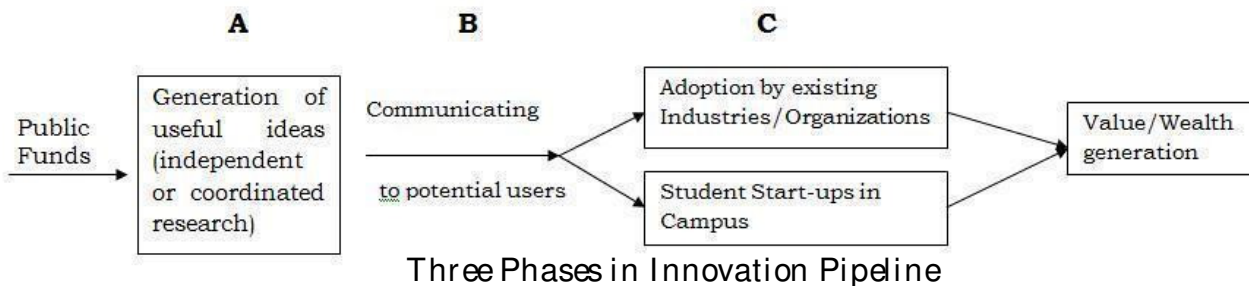 A
B
C
Public
Funds
Generation of
useful ideas
(independent
or coordinated
research)
Communicating
to potential users
Adoption by existing
Industries/Organizations
Student Start-ups in
Campus
Value/Wealth
generation
Three Phases in Innovation Pipeline